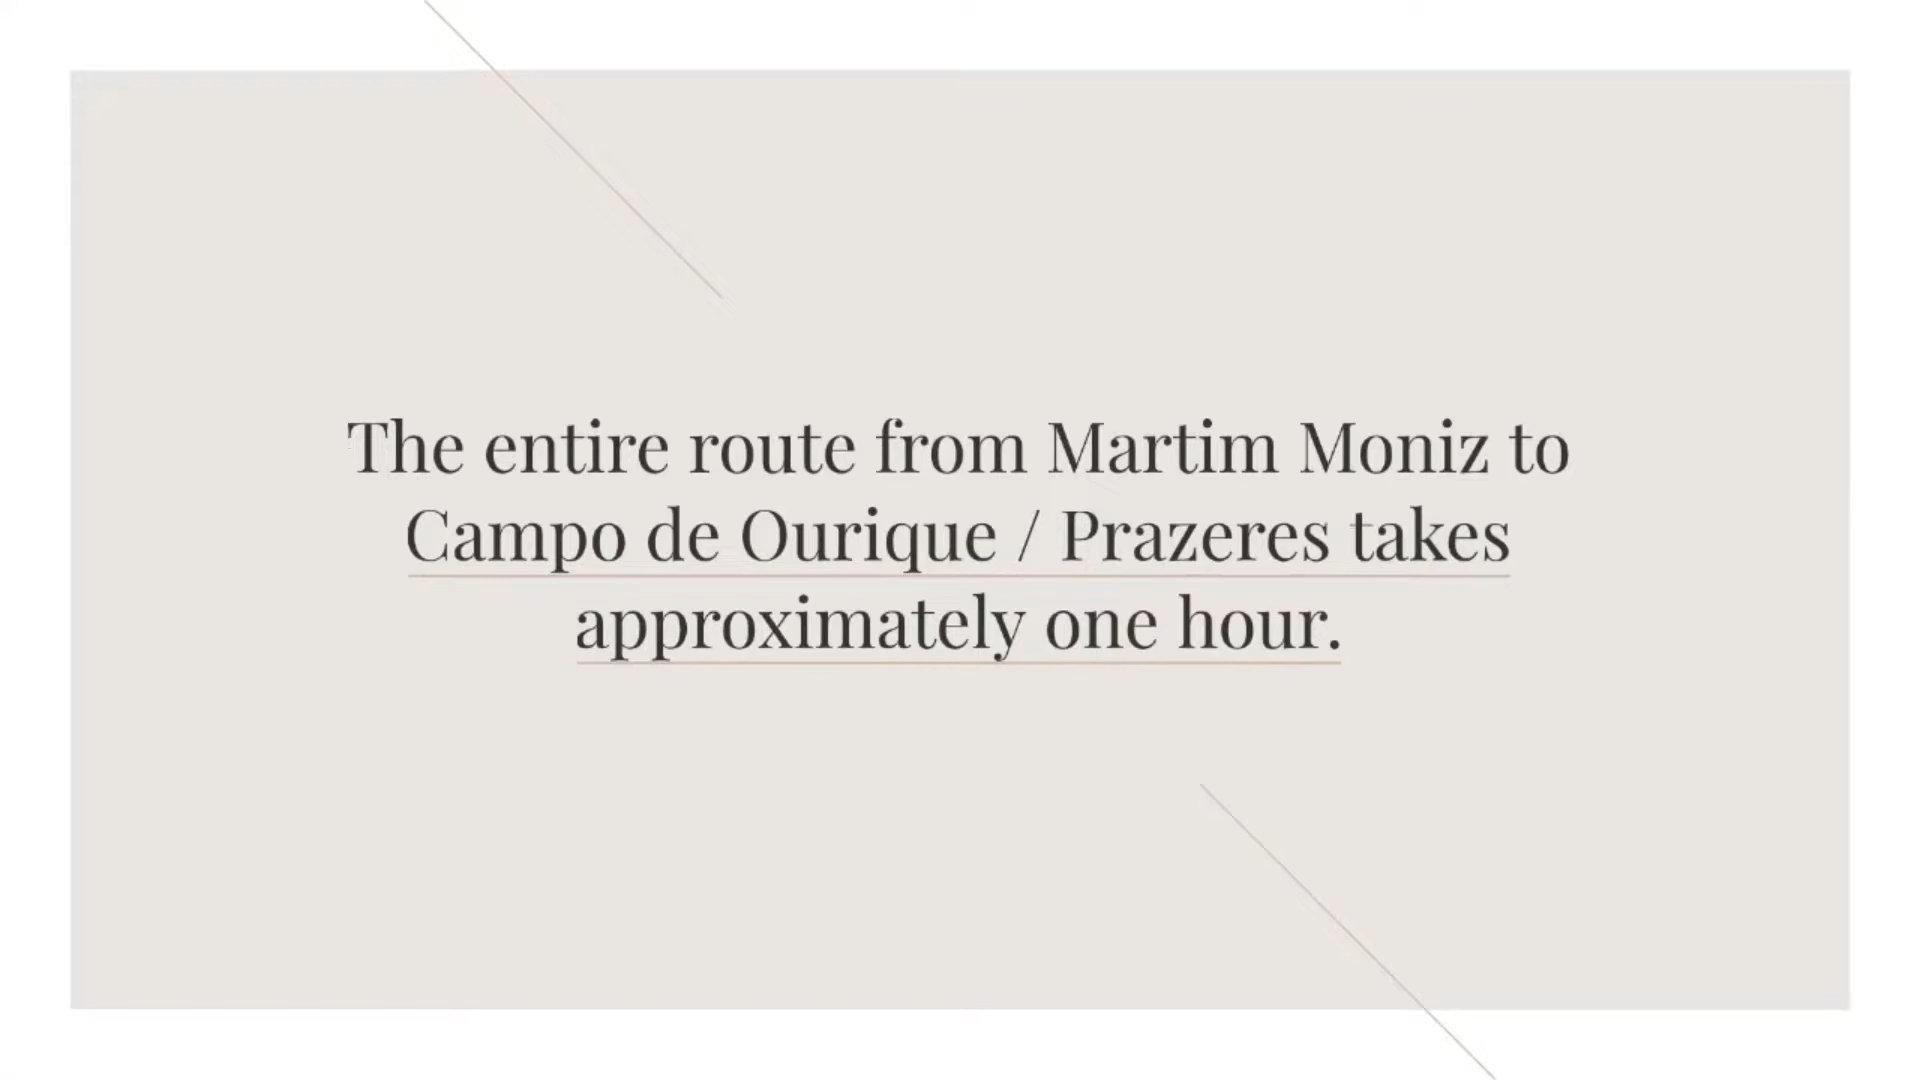 The entire route from Martim Moniz to
Campo de Ourique / Prazeres takes
approximately one hour.